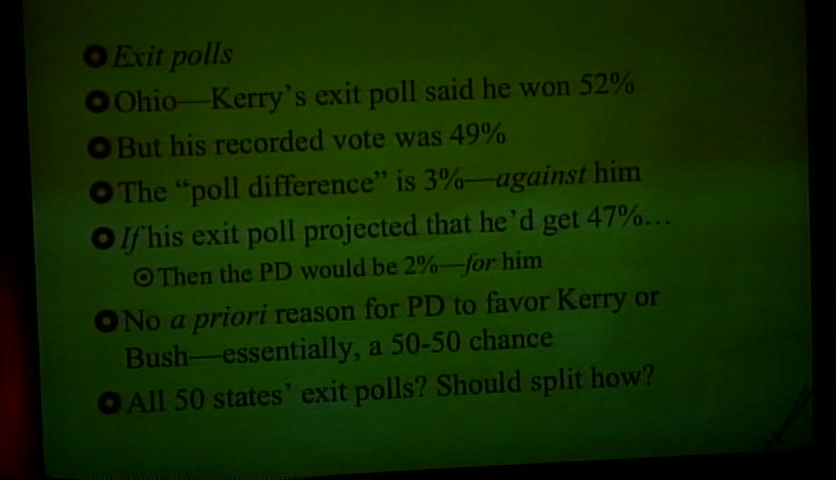 Exit polls
Ohio—Kerry's exit poll said he won 52%
But his recorded vote was 49%
The “poll difference” is 3%—against him
If his exit poll projected that he'd get 47%…
Then the PD would be 2%—for him
No a priori reason for PD to favor Kerry or
Bush—essentially, a 50-50 chance
All 50 states' exit polls? Should split how?